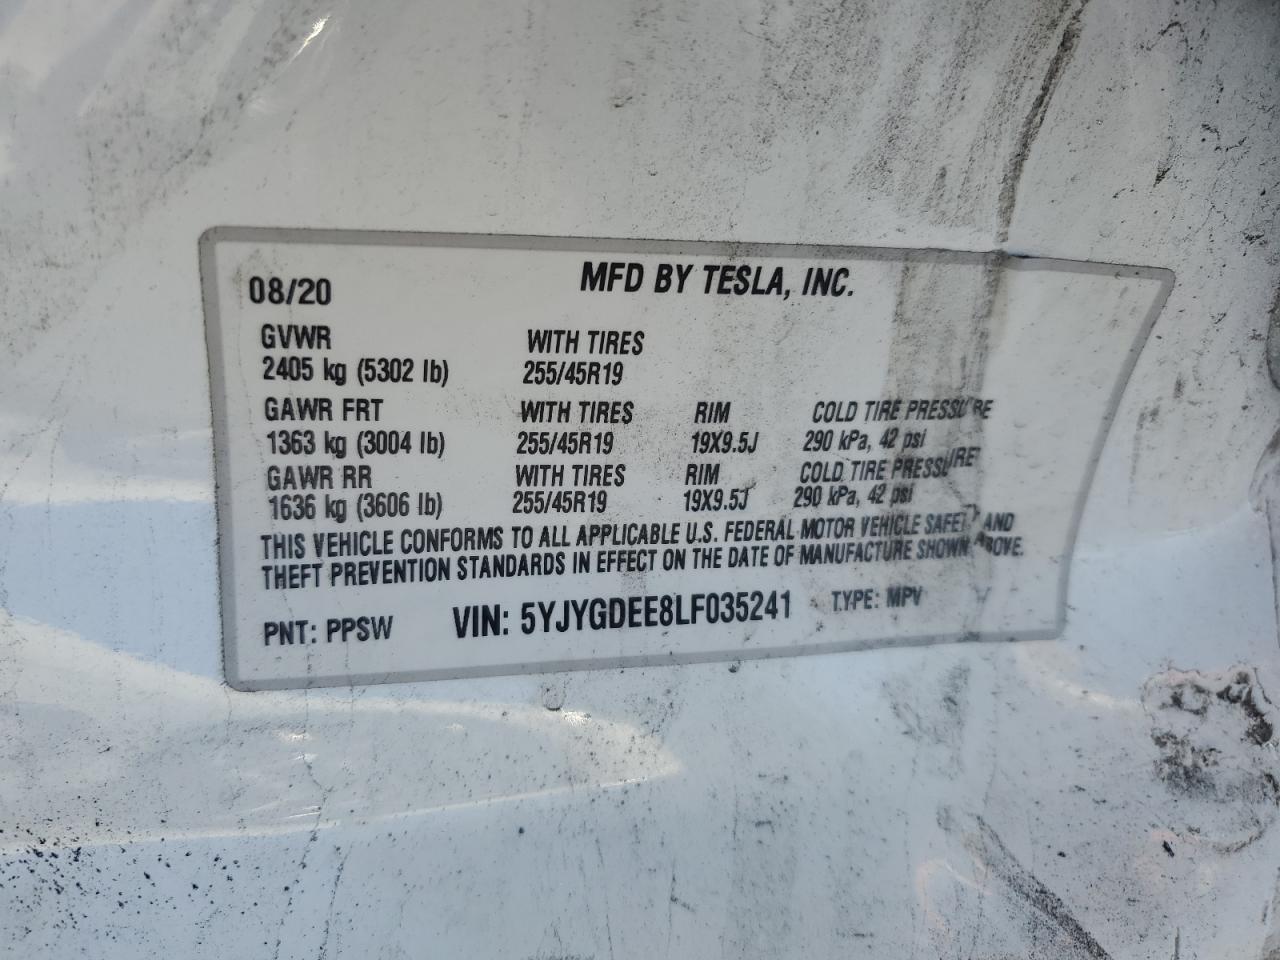 08/20 MFD BY TESLA, INC.
GVWR WITH TIRES
2405 kg (5302 lb) 255/45R19
GAWR FRT WITH TIRES RIM COLD TIRE PRESSURE
1363 kg (3004 lb) 255/45R19 19X9.5J 290 kPa, 42 psi
GAWR RR WITH TIRES RIM COLD TIRE PRESSURE
1636 kg (3606 lb) 255/45R19 19X9.5J 290 kPa, 42 psi
THIS VEHICLE CONFORMS TO ALL APPLICABLE U.S. FEDERAL MOTOR VEHICLE SAFETY AND
THEFT PREVENTION STANDARDS IN EFFECT ON THE DATE OF MANUFACTURE SHOWN ABOVE.
PNT: PPSW VIN: 5YJYGDEE8LF035241 TYPE: MPV